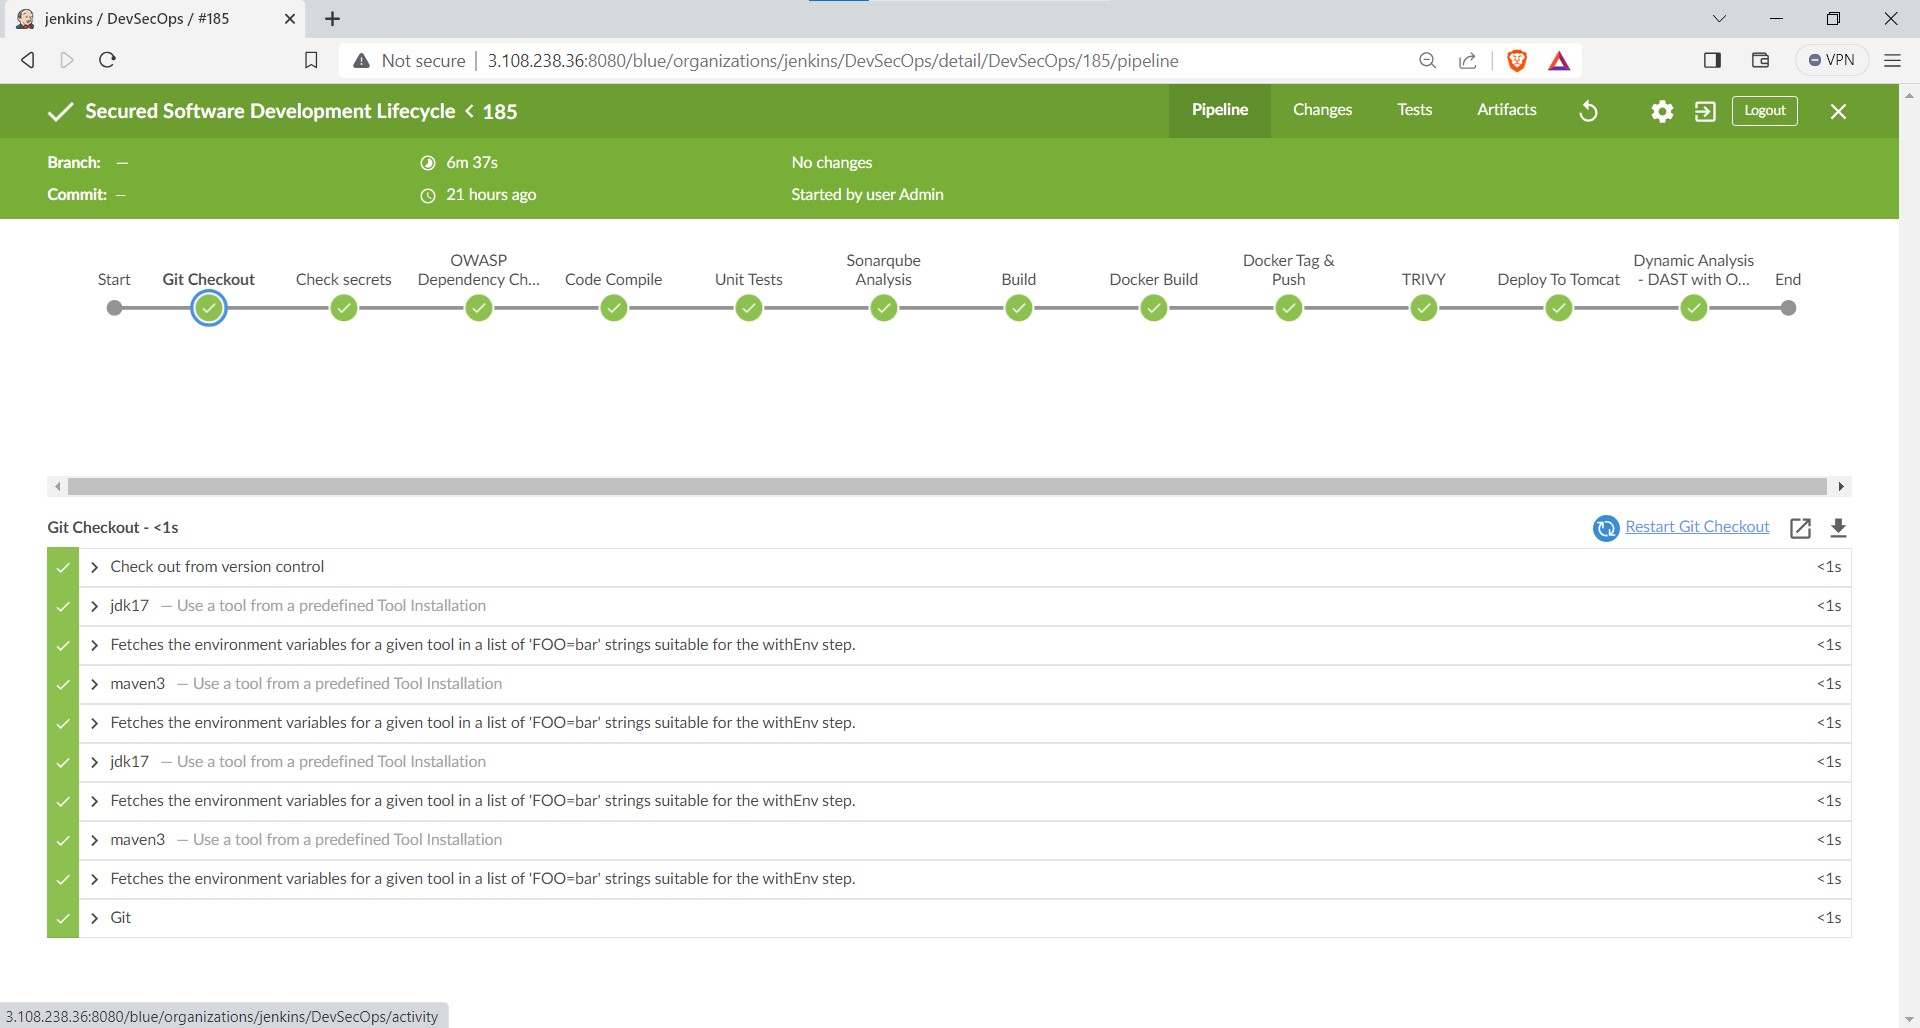 jenkins / DevSecOps / #185
Not secure 3.108.238.36:8080/blue/organizations/jenkins/DevSecOps/detail/DevSecOps/185/pipeline VPN
Secured Software Development Lifecycle < 185 Pipeline Changes Tests Artifacts Logout
Branch: — 6m 37s No changes
Commit: — 21 hours ago Started by user Admin
Start
Git Checkout
Check secrets
OWASP
Dependency Ch...
Code Compile
Unit Tests
Sonarqube
Analysis
Build
Docker Build
Docker Tag &
Push
TRIVY
Deploy To Tomcat
Dynamic Analysis
- DAST with O...
End
Git Checkout - <1s Restart Git Checkout
Check out from version control <1s
jdk17 — Use a tool from a predefined Tool Installation <1s
Fetches the environment variables for a given tool in a list of 'FOO=bar' strings suitable for the withEnv step. <1s
maven3 — Use a tool from a predefined Tool Installation <1s
Fetches the environment variables for a given tool in a list of 'FOO=bar' strings suitable for the withEnv step. <1s
jdk17 — Use a tool from a predefined Tool Installation <1s
Fetches the environment variables for a given tool in a list of 'FOO=bar' strings suitable for the withEnv step. <1s
maven3 — Use a tool from a predefined Tool Installation <1s
Fetches the environment variables for a given tool in a list of 'FOO=bar' strings suitable for the withEnv step. <1s
Git <1s
3.108.238.36:8080/blue/organizations/jenkins/DevSecOps/activity